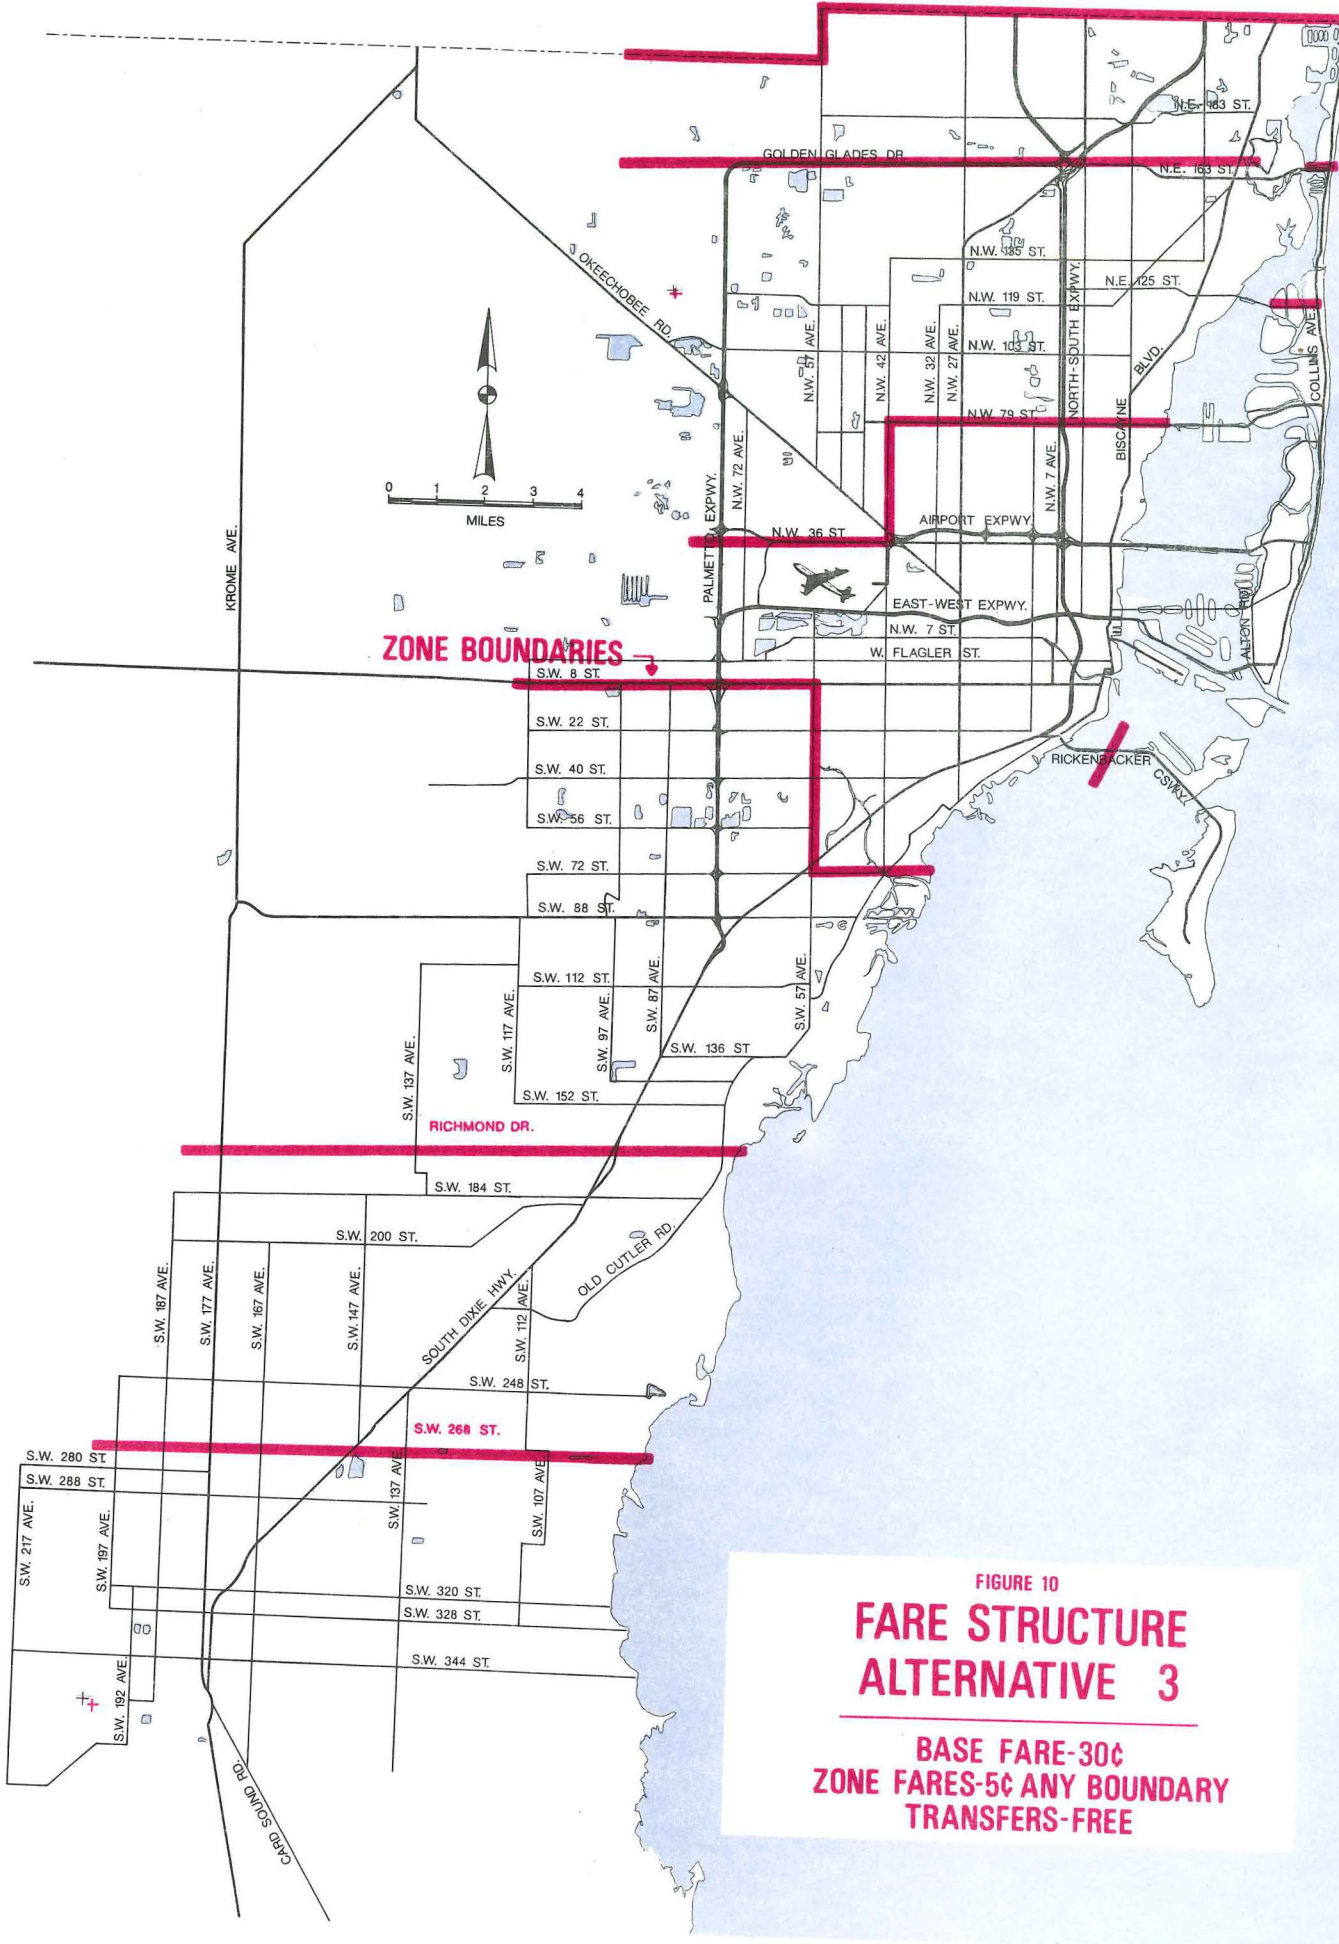 N.E. 183 ST.
GOLDEN GLADES DR.
N.E. 163 ST.
OKEECHOBEE RD.
N.W. 135 ST.
N.E. 125 ST.
N.W. 119 ST.
N.W. 103 ST.
N.W. 57 AVE.
N.W. 42 AVE.
N.W. 32 AVE.
N.W. 27 AVE.
NORTH-SOUTH EXPWY.
BISCAYNE
BLVD.
COLLINS AVE.
N.W. 79 ST
0 1 2 3 4
MILES
KROME AVE.
PALMETTO EXPWY.
N.W. 72 AVE.
N.W. 7 AVE.
N.W. 36 ST
AIRPORT EXPWY.
EAST-WEST EXPWY.
N.W. 7 ST.
W. FLAGLER ST.
ALTON RD.
ZONE BOUNDARIES
S.W. 8 ST.
S.W. 22 ST.
S.W. 40 ST.
S.W. 56 ST.
S.W. 72 ST.
S.W. 88 ST.
RICKENBACKER
CSWY.
S.W. 112 ST.
S.W. 137 AVE.
S.W. 117 AVE.
S.W. 97 AVE.
S.W. 87 AVE.
S.W. 57 AVE.
S.W. 136 ST
S.W. 152 ST.
RICHMOND DR.
S.W. 184 ST.
S.W. 200 ST.
OLD CUTLER RD.
S.W. 187 AVE.
S.W. 177 AVE.
S.W. 167 AVE.
S.W. 147 AVE.
SOUTH DIXIE HWY.
S.W. 112 AVE.
S.W. 248 ST.
S.W. 268 ST.
S.W. 280 ST.
S.W. 288 ST.
S.W. 217 AVE.
S.W. 197 AVE.
S.W. 137 AVE.
S.W. 107 AVE.
S.W. 320 ST.
S.W. 328 ST.
S.W. 344 ST.
S.W. 192 AVE.
CARD SOUND RD.
FIGURE 10
FARE STRUCTURE
ALTERNATIVE 3
BASE FARE-30¢
ZONE FARES-5¢ ANY BOUNDARY
TRANSFERS-FREE